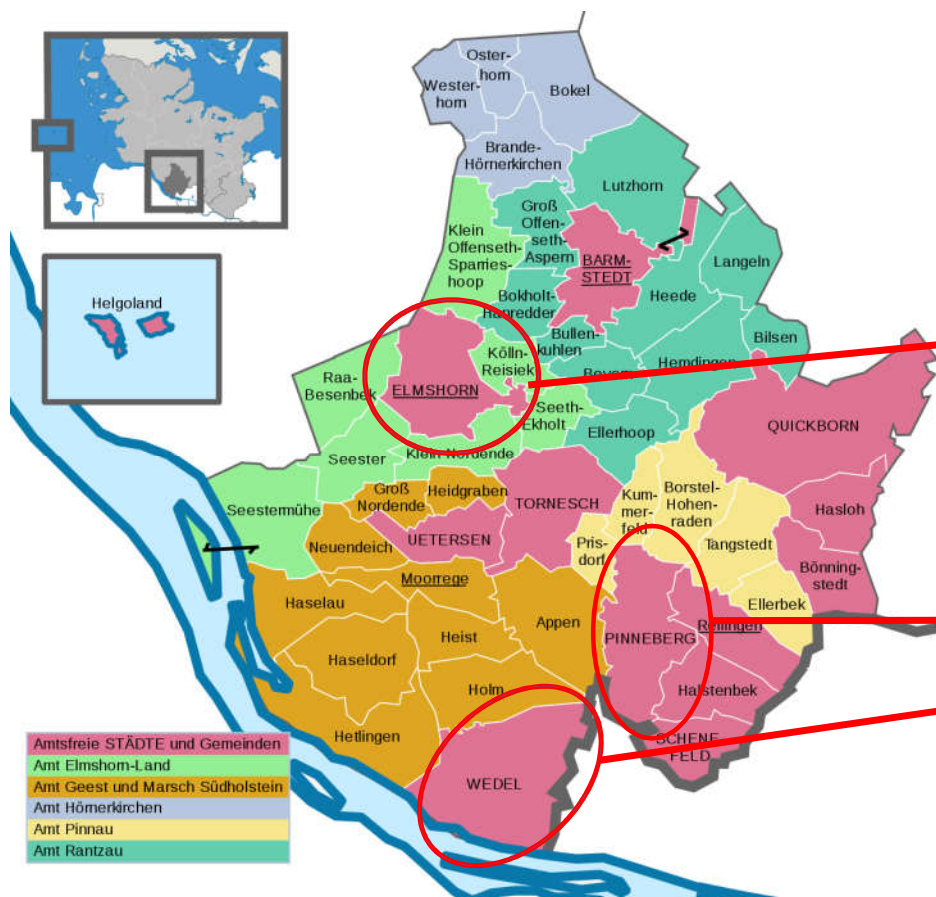 Oster-
horn
Wester-
horn
Bokel
Brande-
Hörnerkirchen
Lutzhorn
Groß
Offen-
seth-
Aspern
Klein
Offenseth-
Sparries-
hoop
BARM-
STEDT
Langeln
Heede
Bokholt-
Hanredder
Helgoland
Bullen-
kuhlen
Bilsen
Kölln-
Reisiek
Hemdingen
Bevern
Raa-
Besenbek
ELMSHORN
Seeth-
Ekholt
QUICKBORN
Ellerhoop
Seester
Klein Nordende
Groß
Nordende
Heidgraben
TORNESCH
Kum-
mer-
feld
Borstel-
Hohen-
raden
Seestermühe
Hasloh
Neuendeich
UETERSEN
Pris-
dorf
Tangstedt
Bönning-
stedt
Moorrege
Haselau
Ellerbek
Heist
Appen
PINNEBERG
Rellingen
Haseldorf
Holm
Halstenbek
Hetlingen
SCHENE
FELD
WEDEL
Amtsfreie STÄDTE und Gemeinden
Amt Elmshorn-Land
Amt Geest und Marsch Südholstein
Amt Hörnerkirchen
Amt Pinnau
Amt Rantzau